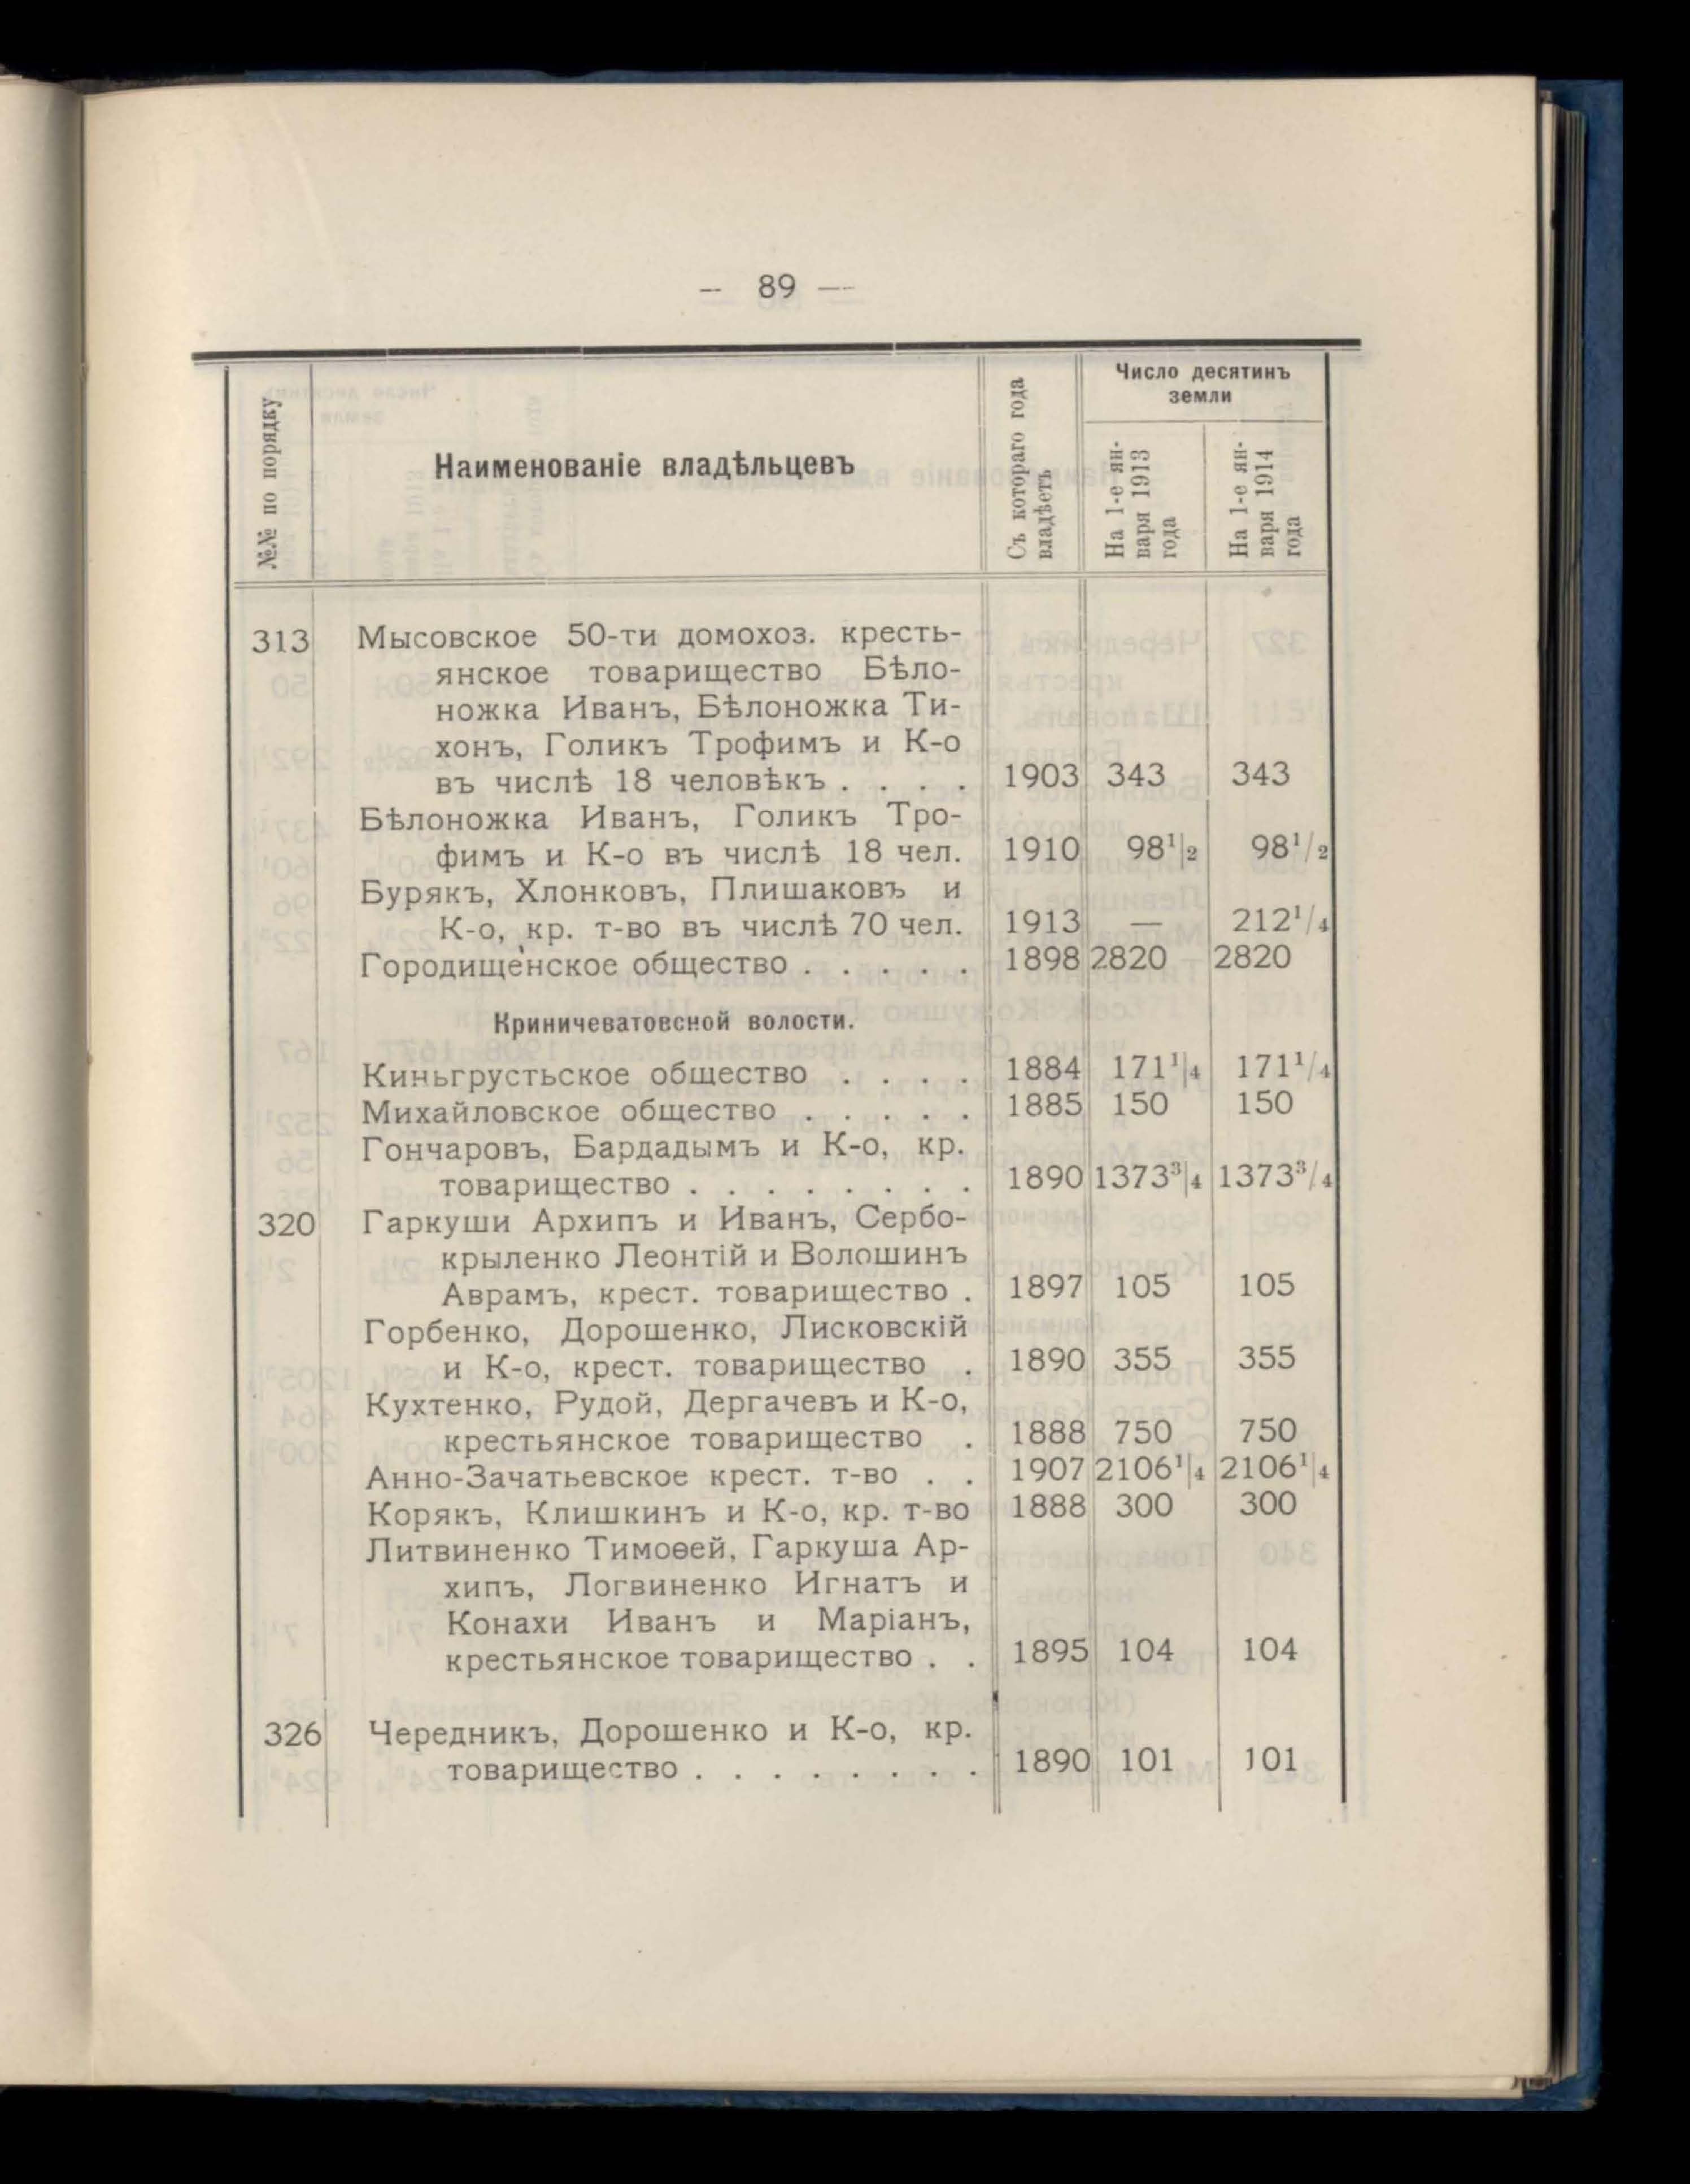 — 89 —
№№ по порядку
Наименованіе владѣльцевъ
Съ котораго года
владѣетъ
Число десятинъ
земли
На 1-е ян-
варя 1913
года
На 1-е ян-
варя 1914
года
313 Мысовское 50-ти домохоз. кресть-
янское товарищество Бѣло-
ножка Иванъ, Бѣлоножка Ти-
хонъ, Голикъ Трофимъ и К-о
въ числѣ 18 человѣкъ . . . . 1903 343 343
Бѣлоножка Иванъ, Голикъ Тро-
фимъ и К-о въ числѣ 18 чел. 1910 98¹/₂ 98¹/₂
Бурякъ, Хлонковъ, Плишаковъ и
К-о, кр. т-во въ числѣ 70 чел. 1913 — 212¹/₄
Городищенское общество . . . . . 1898 2820 2820
Криничеватовсной волости.
Киньгрустьское общество . . . . 1884 171¹/₄ 171¹/₄
Михайловское общество . . . . . 1885 150 150
Гончаровъ, Бардадымъ и К-о, кр.
товарищество . . . . . . . . 1890 1373³/₄ 1373³/₄
320 Гаркуши Архипъ и Иванъ, Сербо-
крыленко Леонтій и Волошинъ
Аврамъ, крест. товарищество . 1897 105 105
Горбенко, Дорошенко, Лисковскій
и К-о, крест. товарищество . 1890 355 355
Кухтенко, Рудой, Дергачевъ и К-о,
крестьянское товарищество . 1888 750 750
Анно-Зачатьевское крест. т-во . . 1907 2106¹/₄ 2106¹/₄
Корякъ, Клишкинъ и К-о, кр. т-во 1888 300 300
Литвиненко Тимоѳей, Гаркуша Ар-
хипъ, Логвиненко Игнатъ и
Конахи Иванъ и Маріанъ,
крестьянское товарищество . . 1895 104 104
326 Чередникъ, Дорошенко и К-о, кр.
товарищество . . . . . . . . 1890 101 101